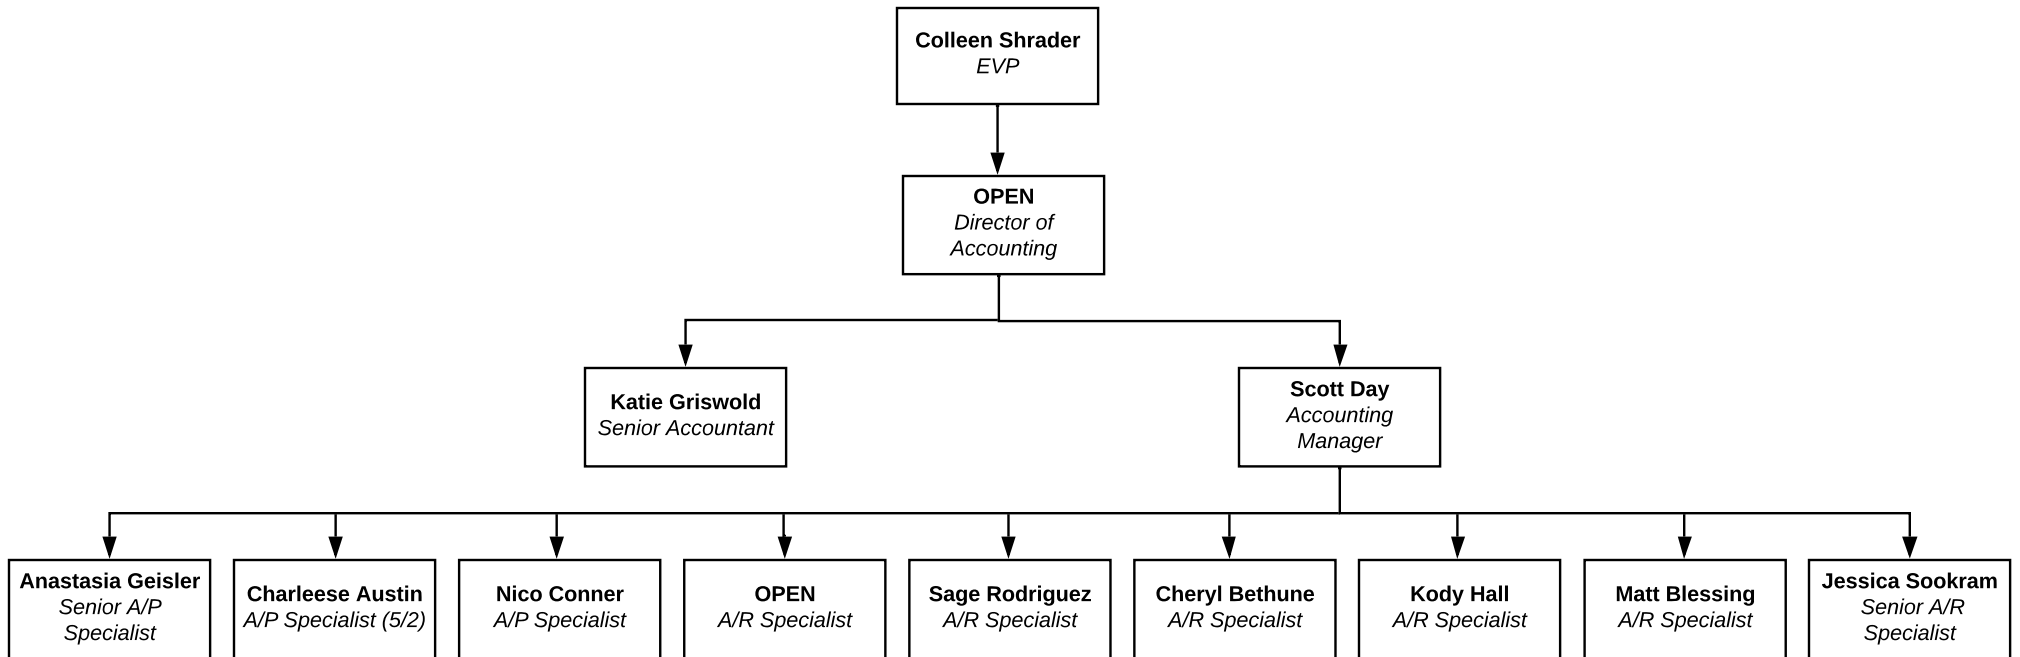 Colleen Shrader
EVP
OPEN
Director of
Accounting
Katie Griswold
Senior Accountant
Scott Day
Accounting
Manager
Anastasia Geisler
Senior A/P
Specialist
Charleese Austin
A/P Specialist (5/2)
Nico Conner
A/P Specialist
OPEN
A/R Specialist
Sage Rodriguez
A/R Specialist
Cheryl Bethune
A/R Specialist
Kody Hall
A/R Specialist
Matt Blessing
A/R Specialist
Jessica Sookram
Senior A/R
Specialist